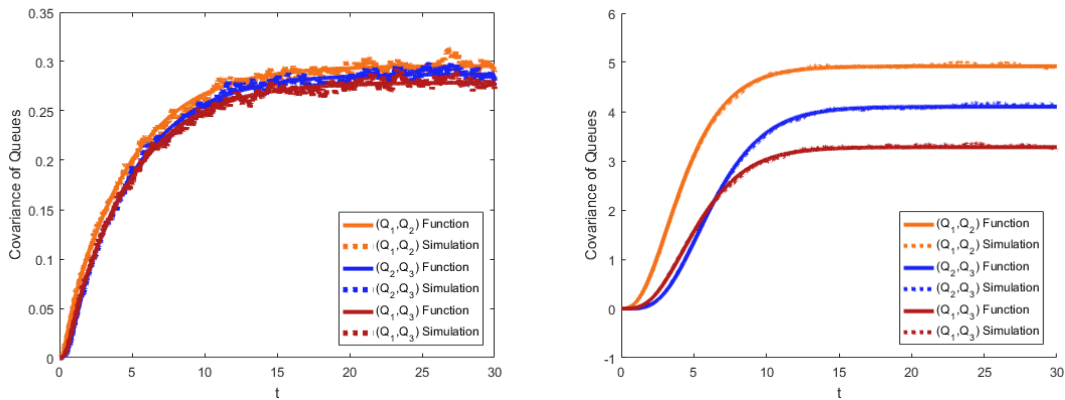 0.35
0.3
0.25
0.2
0.15
0.1
0.05
0
Covariance of Queues
(Q1,Q2) Function
(Q1,Q2) Simulation
(Q2,Q3) Function
(Q2,Q3) Simulation
(Q1,Q3) Function
(Q1,Q3) Simulation
0 5 10 15 20 25 30
t
6
5
4
3
2
1
0
-1
Covariance of Queues
(Q1,Q2) Function
(Q1,Q2) Simulation
(Q2,Q3) Function
(Q2,Q3) Simulation
(Q1,Q3) Function
(Q1,Q3) Simulation
0 5 10 15 20 25 30
t